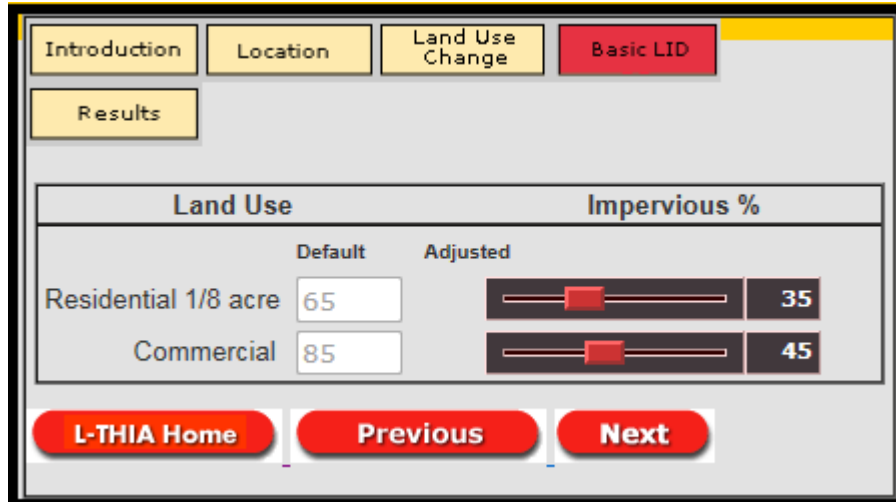 Introduction
Location
Land Use
Change
Basic LID
Results
Land Use Impervious %
Default Adjusted
Residential 1/8 acre 65 35
Commercial 85 45
L-THIA Home Previous Next